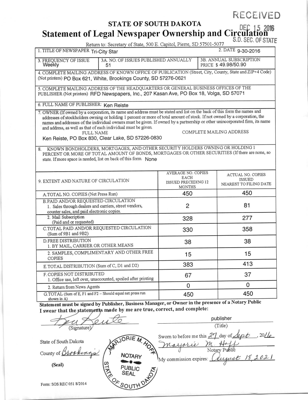 RECEIVED
DEC 15 2016
S.D. SEC. OF STATE
STATE OF SOUTH DAKOTA
Statement of Legal Newspaper Ownership and Circulation
Return to: Secretary of State, 500 E. Capitol, Pierre, SD 57501-5077
1. TITLE OF NEWSPAPER Tri-City Star
2. DATE 9-30-2016
3. FREQUENCY OF ISSUE
Weekly
3A. NO. OF ISSUES PUBLISHED ANNUALLY
51
3B. ANNUAL SUBSCRIPTION
PRICE $ 49.98/50.90
4. COMPLETE MAILING ADDRESS OF KNOWN OFFICE OF PUBLICATION (Street, City, County, State and ZIP+4 Code)
(Not printers) PO Box 621, White, Brookings County, SD 57276-0621
5. COMPLETE MAILING ADDRESS OF THE HEADQUARTERS OR GENERAL BUSINESS OFFICES OF THE
PUBLISHERS (Not printers) RFD Newspapers, Inc., 207 Kasan Ave, PO Box 18, Volga, SD 57071
6. FULL NAME OF PUBLISHER: Ken Reiste
7. OWNER (If owned by a corporation, its name and address must be stated and list on the back of this form the names and
addresses of stockholders owning or holding 1 percent or more of total amount of stock. If not owned by a corporation, the
names and addresses of the individual owners must be given. If owned by a partnership or other unincorporated firm, its name
and address, as well as that of each individual must be given.
FULL NAME
COMPLETE MAILING ADDRESS
Ken Reiste, PO Box 800, Clear Lake, SD 57226-0800
8. KNOWN BONDHOLDERS, MORTGAGES, AND OTHER SECURITY HOLDERS OWNING OR HOLDING 1
PERCENT OR MORE OF TOTAL AMOUNT OF BONDS, MORTGAGES OR OTHER SECURITIES (If there are none, so
state. If more space is needed, list on back of this form. None
9. EXTENT AND NATURE OF CIRCULATION
AVERAGE NO. COPIES
EACH
ISSUED PRECEDING 12
MONTHS
ACTUAL NO. COPIES
ISSUED
NEAREST TO FILING DATE
A. TOTAL NO. COPIES (Net Press Run) 450 450
B. PAID AND/OR REQUESTED CIRCULATION
1. Sales through dealers and carriers, street vendors,
counter sales, and paid electronic copies 2 81
2. Mail Subscription
(Paid and or requested) 328 277
C. TOTAL PAID AND/OR REQUESTED CIRCULATION
(Sum of 9B1 and 9B2) 330 358
D. FREE DISTRIBUTION
1. BY MAIL, CARRIER OR OTHER MEANS 38 38
2. SAMPLES, COMPLIMENTARY AND OTHER FREE
COPIES 15 15
E. TOTAL DISTRIBUTION (Sum of C, D1 and D2) 383 413
F. COPIES NOT DISTRIBUTED
1. Office use, left over, unaccounted, spoiled after printing 67 37
2. Return from News Agents 0 0
G. TOTAL (Sum of E, F1 and F2 - Should equal net press run
shown in A) 450 450
Statement must be signed by Publisher, Business Manager, or Owner in the presence of a Notary Public
I swear that the statements made by me are true, correct, and complete:
Ken Reiste
(Signature)
publisher
(Title)
State of South Dakota
County of Brookings
(Seal)
MARJORIE M. HOFF
NOTARY
PUBLIC
SEAL
STATE OF SOUTH DAKOTA
Sworn to before me this 29 day of Sept 2016
Marjorie M Hoff
Notary Public
My commission expires: August 15 2021
Form: SOS REC 051 8/2014